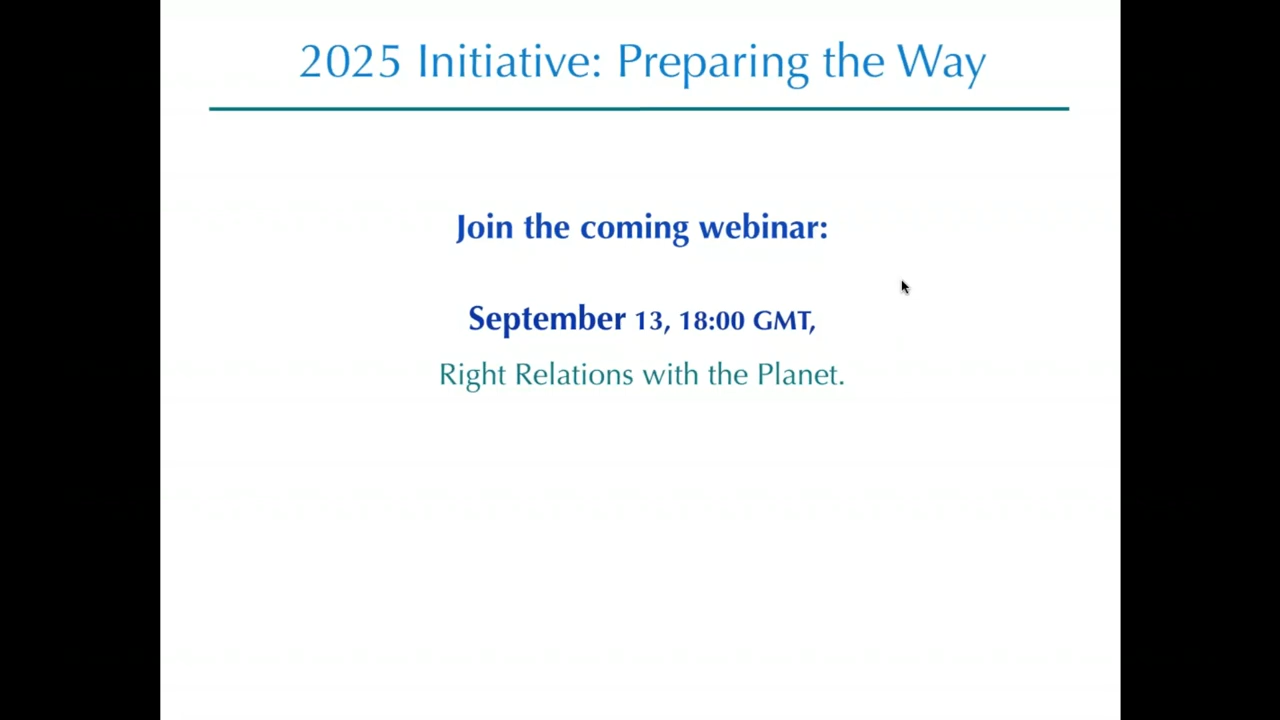 2025 Initiative: Preparing the Way
Join the coming webinar:
September 13, 18:00 GMT,
Right Relations with the Planet.